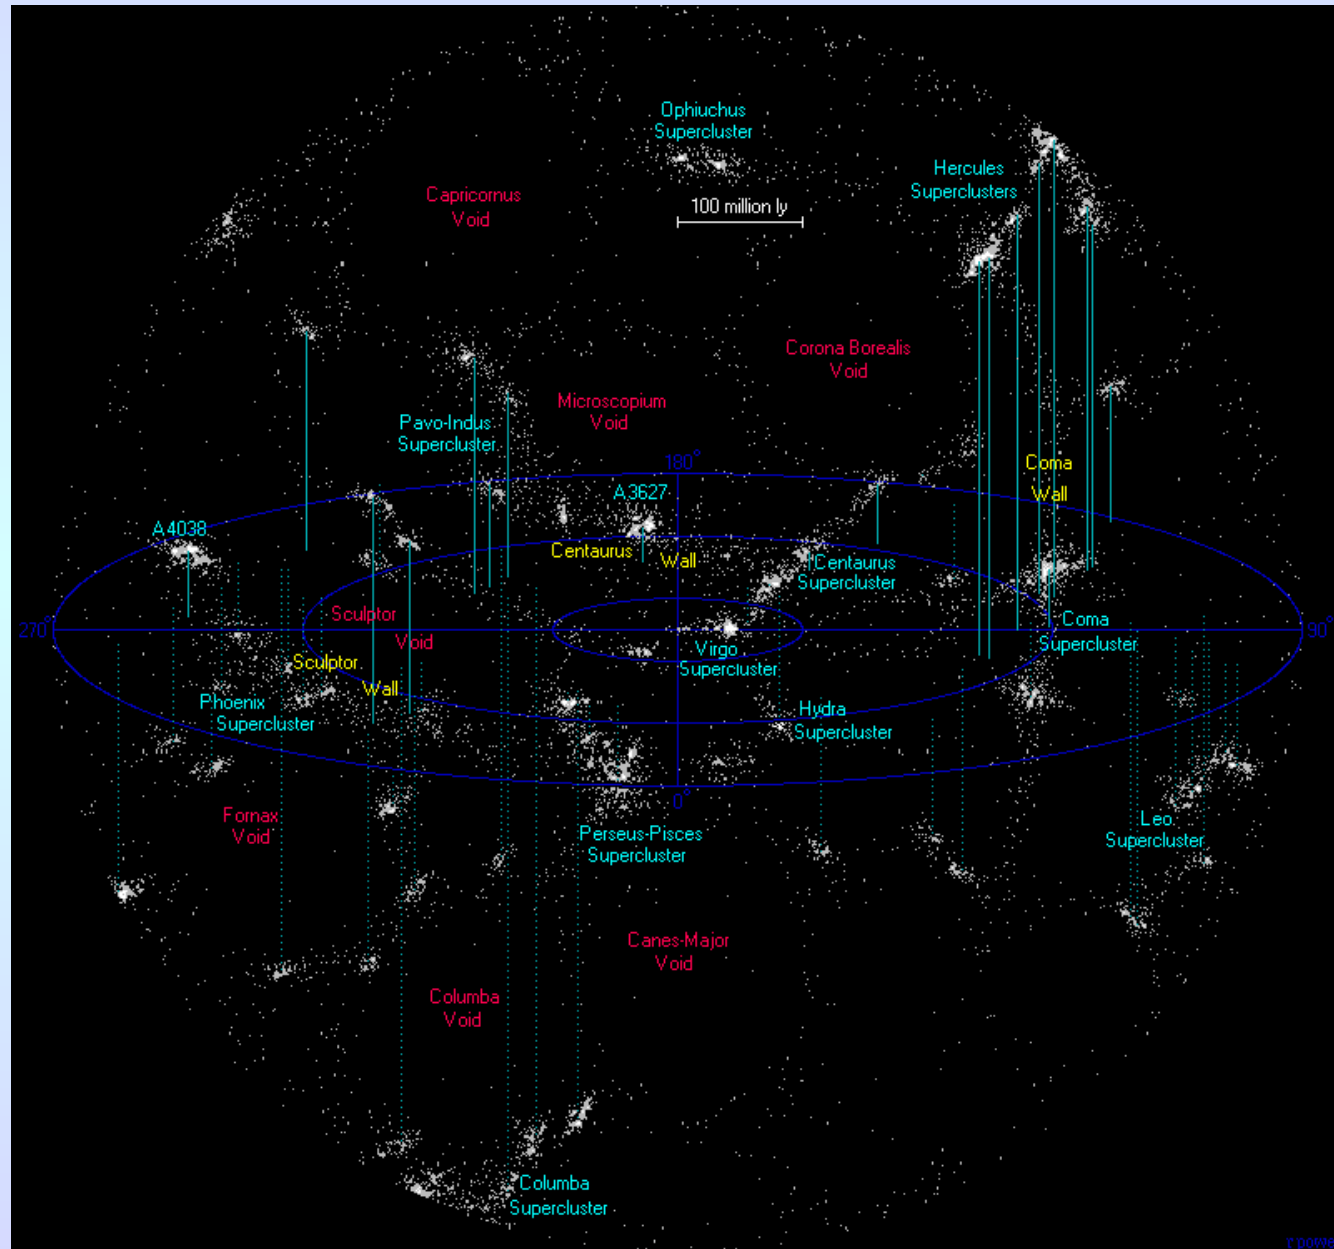 Ophiuchus
Supercluster
Hercules
Superclusters
Capricornus
Void
100 million ly
Corona Borealis
Void
Microscopium
Void
Pavo-Indus
Supercluster
180°
Coma
Wall
A3627
A4038
Centaurus
Wall
Centaurus
Supercluster
Sculptor
Void
270°
90°
Virgo
Supercluster
Coma
Supercluster
Sculptor
Wall
Phoenix
Supercluster
Hydra
Supercluster
0°
Fornax
Void
Perseus-Pisces
Supercluster
Leo
Supercluster
Canes-Major
Void
Columba
Void
Columba
Supercluster